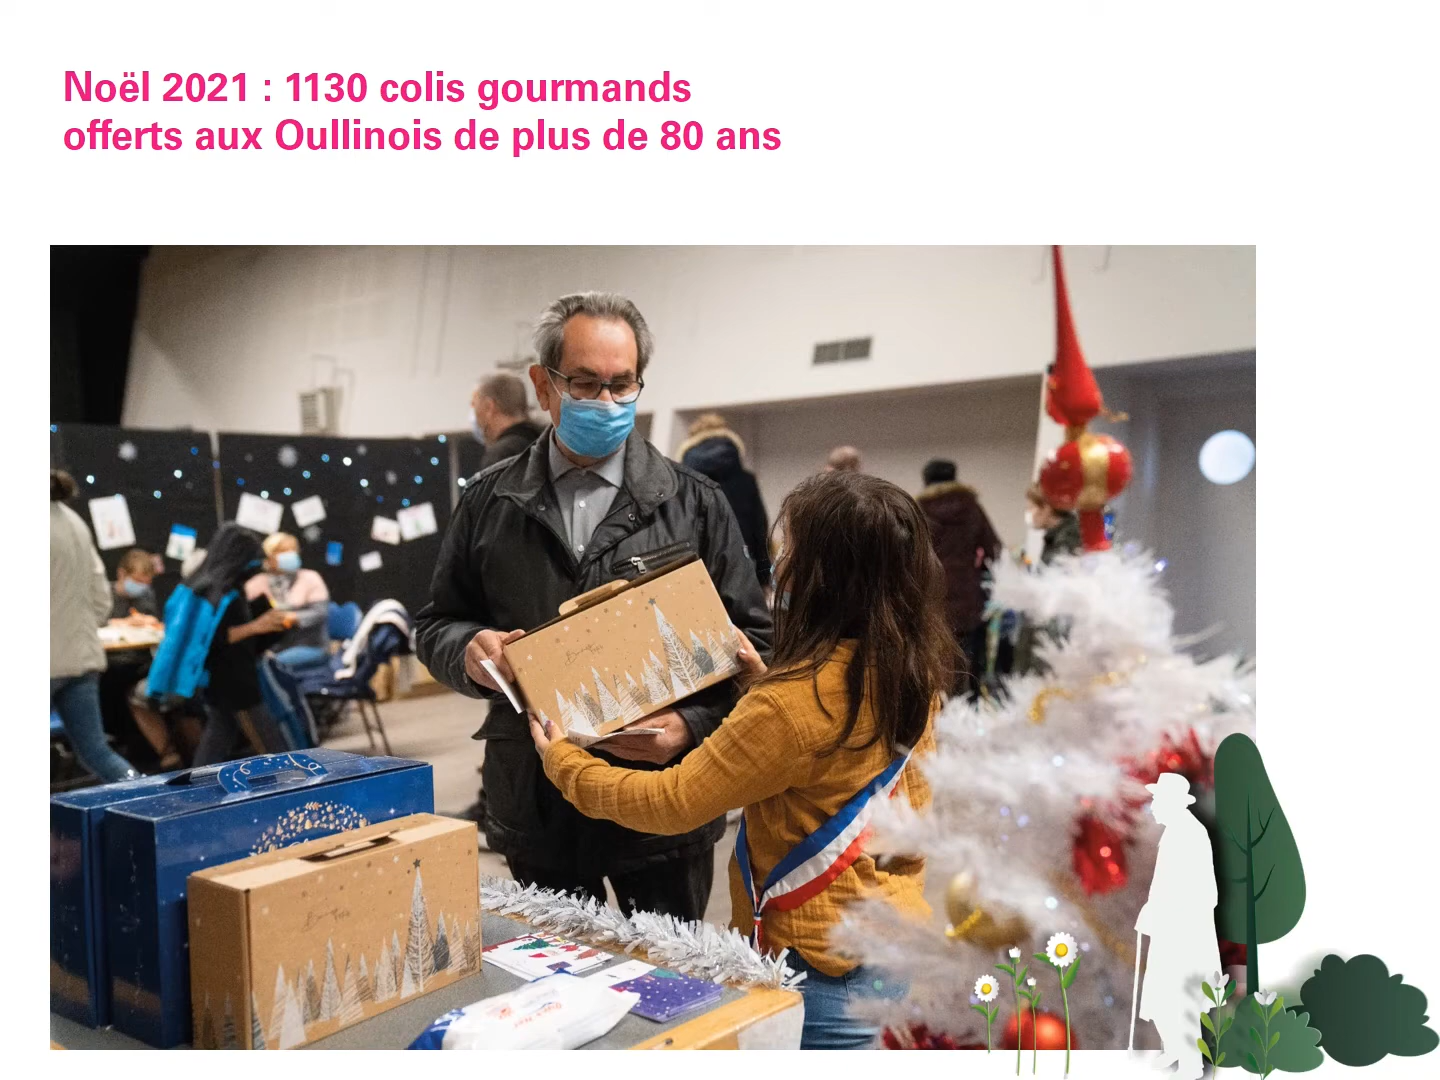 Noël 2021 : 1130 colis gourmands
offerts aux Oullinois de plus de 80 ans